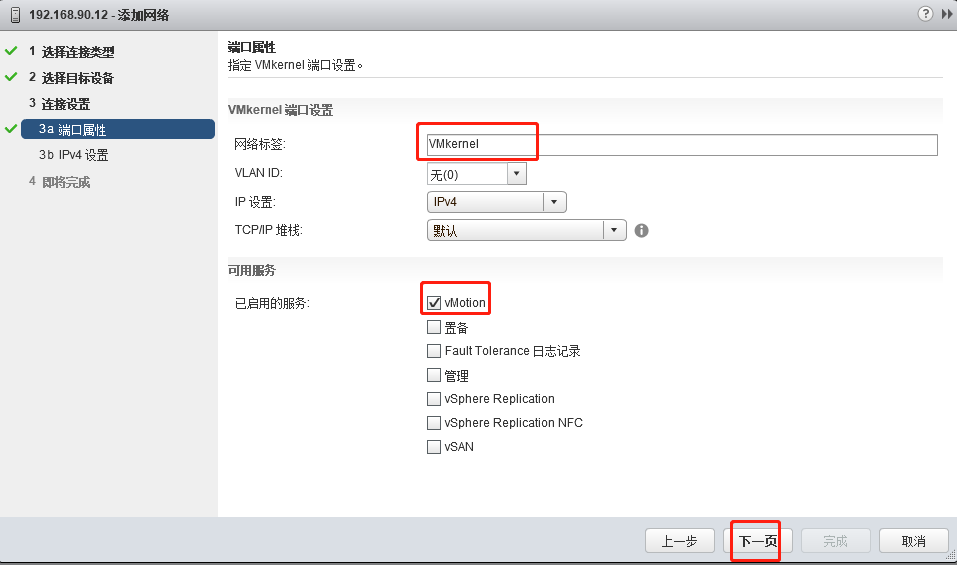 192.168.90.12 - 添加网络
1 选择连接类型
2 选择目标设备
3 连接设置
3a 端口属性
3b IPv4 设置
4 即将完成
端口属性
指定 VMkernel 端口设置。
VMkernel 端口设置
网络标签: VMkernel
VLAN ID: 无(0)
IP 设置: IPv4
TCP/IP 堆栈: 默认
可用服务
已启用的服务: vMotion
置备
Fault Tolerance 日志记录
管理
vSphere Replication
vSphere Replication NFC
vSAN
上一步 下一页 完成 取消